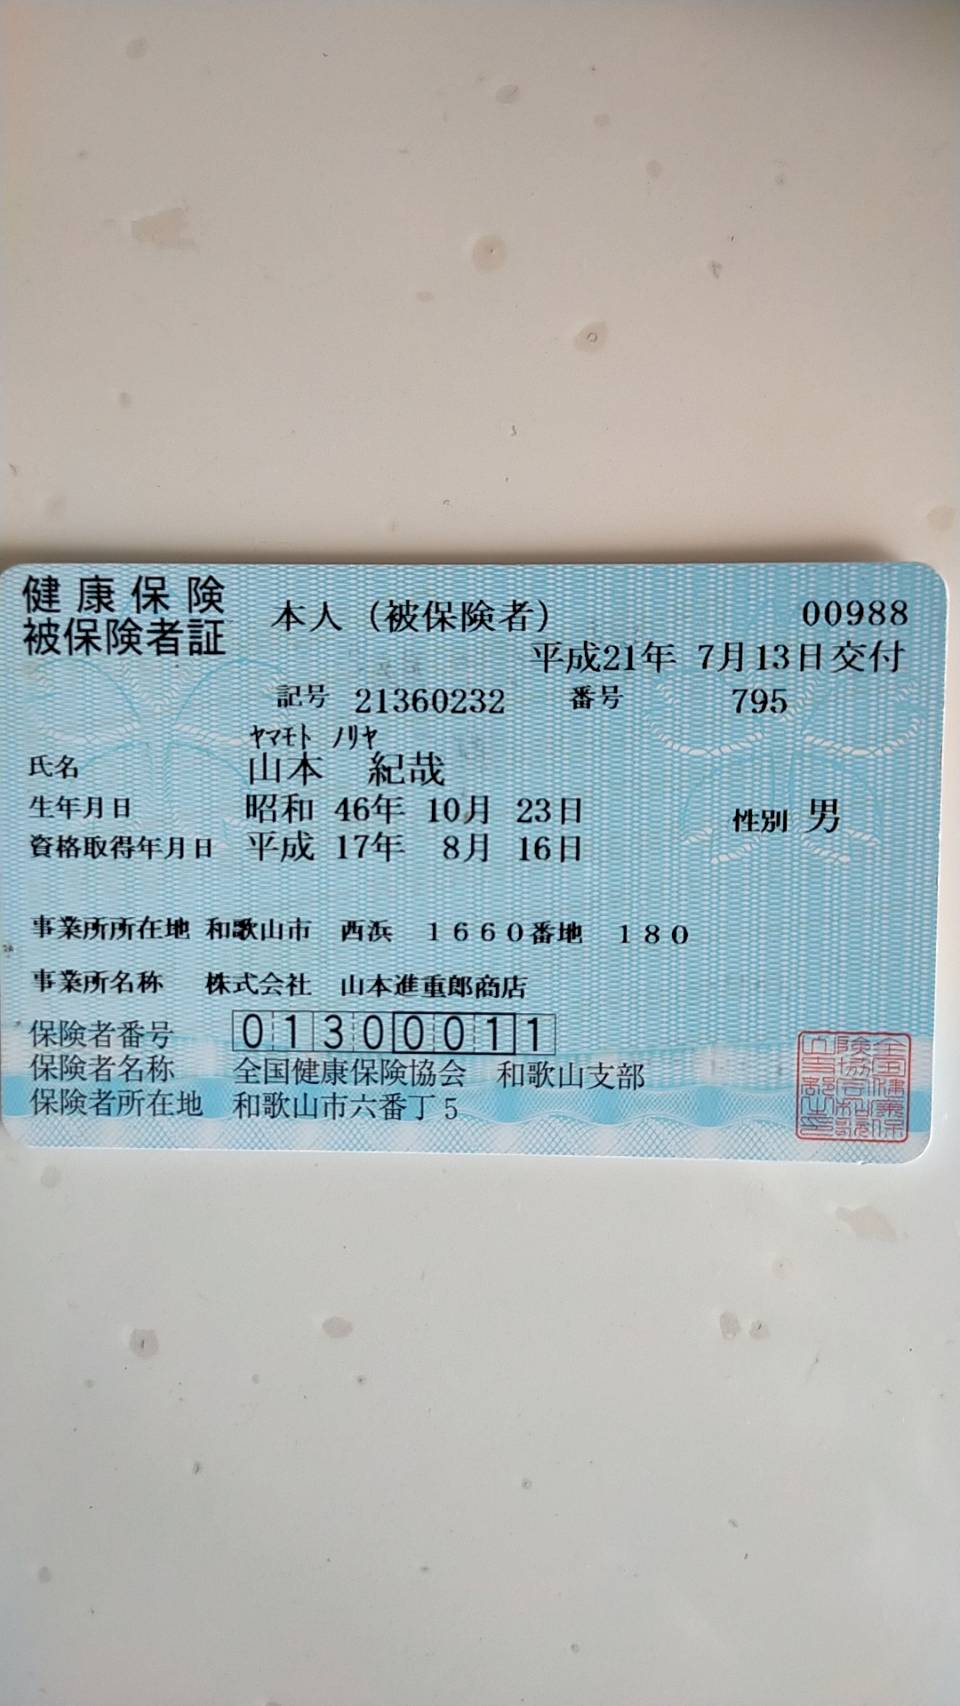 健康保険
被保険者証
本人（被保険者） 00988
平成21年 7月13日交付
記号 21360232 番号 795
ヤマモト ノリヤ
氏名 山本 紀哉
生年月日 昭和 46年 10月 23日 性別 男
資格取得年月日 平成 17年 8月 16日
事業所所在地 和歌山市 西浜 １６６０番地 １８０
事業所名称 株式会社 山本進重郎商店
保険者番号 01300011
保険者名称 全国健康保険協会 和歌山支部
保険者所在地 和歌山市六番丁５